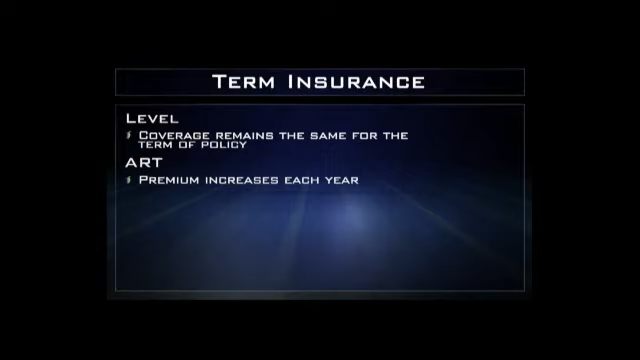 TERM INSURANCE
LEVEL
COVERAGE REMAINS THE SAME FOR THE
TERM OF POLICY
ART
PREMIUM INCREASES EACH YEAR